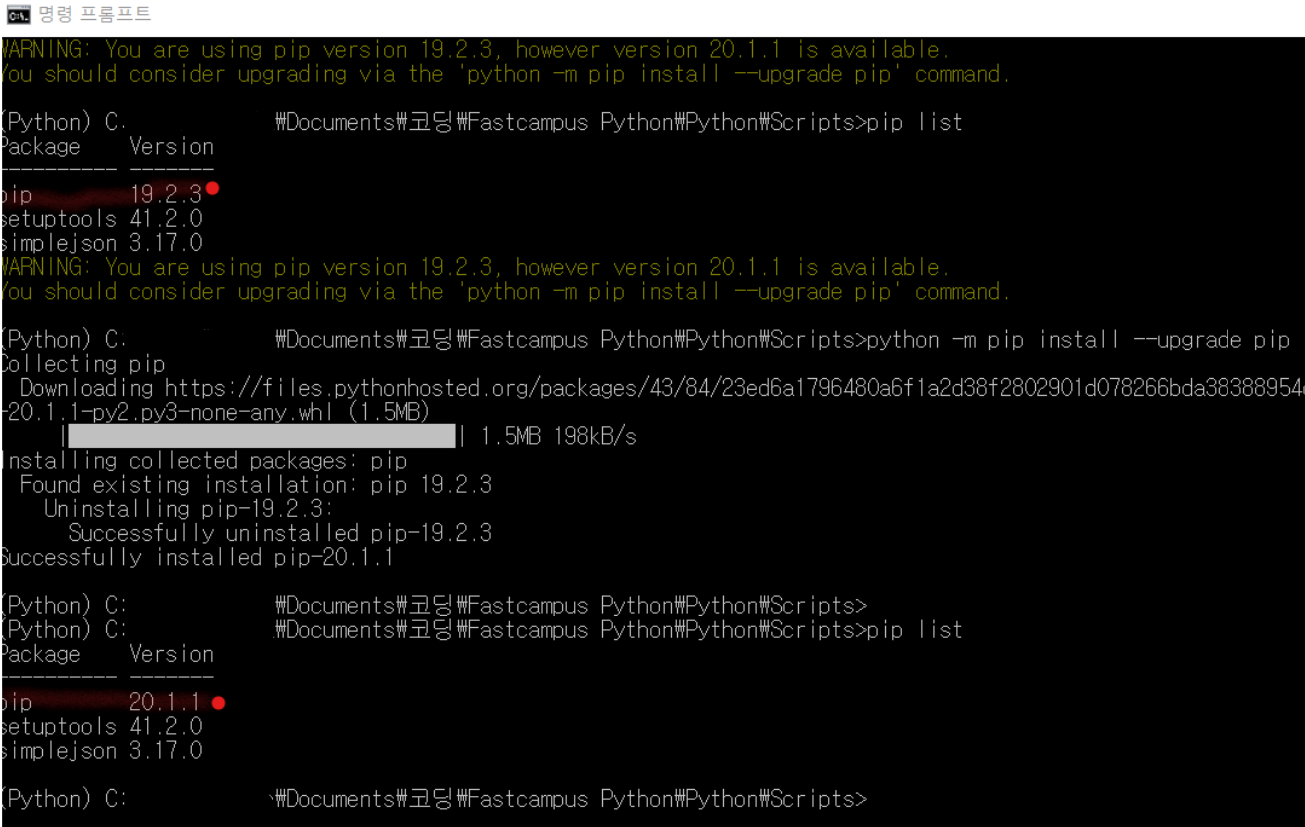 명령 프롬프트
WARNING: You are using pip version 19.2.3, however version 20.1.1 is available.
You should consider upgrading via the 'python -m pip install --upgrade pip' command.
(Python) C: ₩Documents₩코딩₩Fastcampus Python₩Python₩Scripts>pip list
Package Version
---------- -------
pip 19.2.3
setuptools 41.2.0
simplejson 3.17.0
WARNING: You are using pip version 19.2.3, however version 20.1.1 is available.
You should consider upgrading via the 'python -m pip install --upgrade pip' command.
(Python) C: ₩Documents₩코딩₩Fastcampus Python₩Python₩Scripts>python -m pip install --upgrade pip
Collecting pip
Downloading https://files.pythonhosted.org/packages/43/84/23ed6a1796480a6f1a2d38f2802901d078266bda38388954
-20.1.1-py2.py3-none-any.whl (1.5MB)
| | 1.5MB 198kB/s
Installing collected packages: pip
Found existing installation: pip 19.2.3
Uninstalling pip-19.2.3:
Successfully uninstalled pip-19.2.3
Successfully installed pip-20.1.1
(Python) C: ₩Documents₩코딩₩Fastcampus Python₩Python₩Scripts>
(Python) C: ₩Documents₩코딩₩Fastcampus Python₩Python₩Scripts>pip list
Package Version
---------- -------
pip 20.1.1
setuptools 41.2.0
simplejson 3.17.0
(Python) C: ₩Documents₩코딩₩Fastcampus Python₩Python₩Scripts>